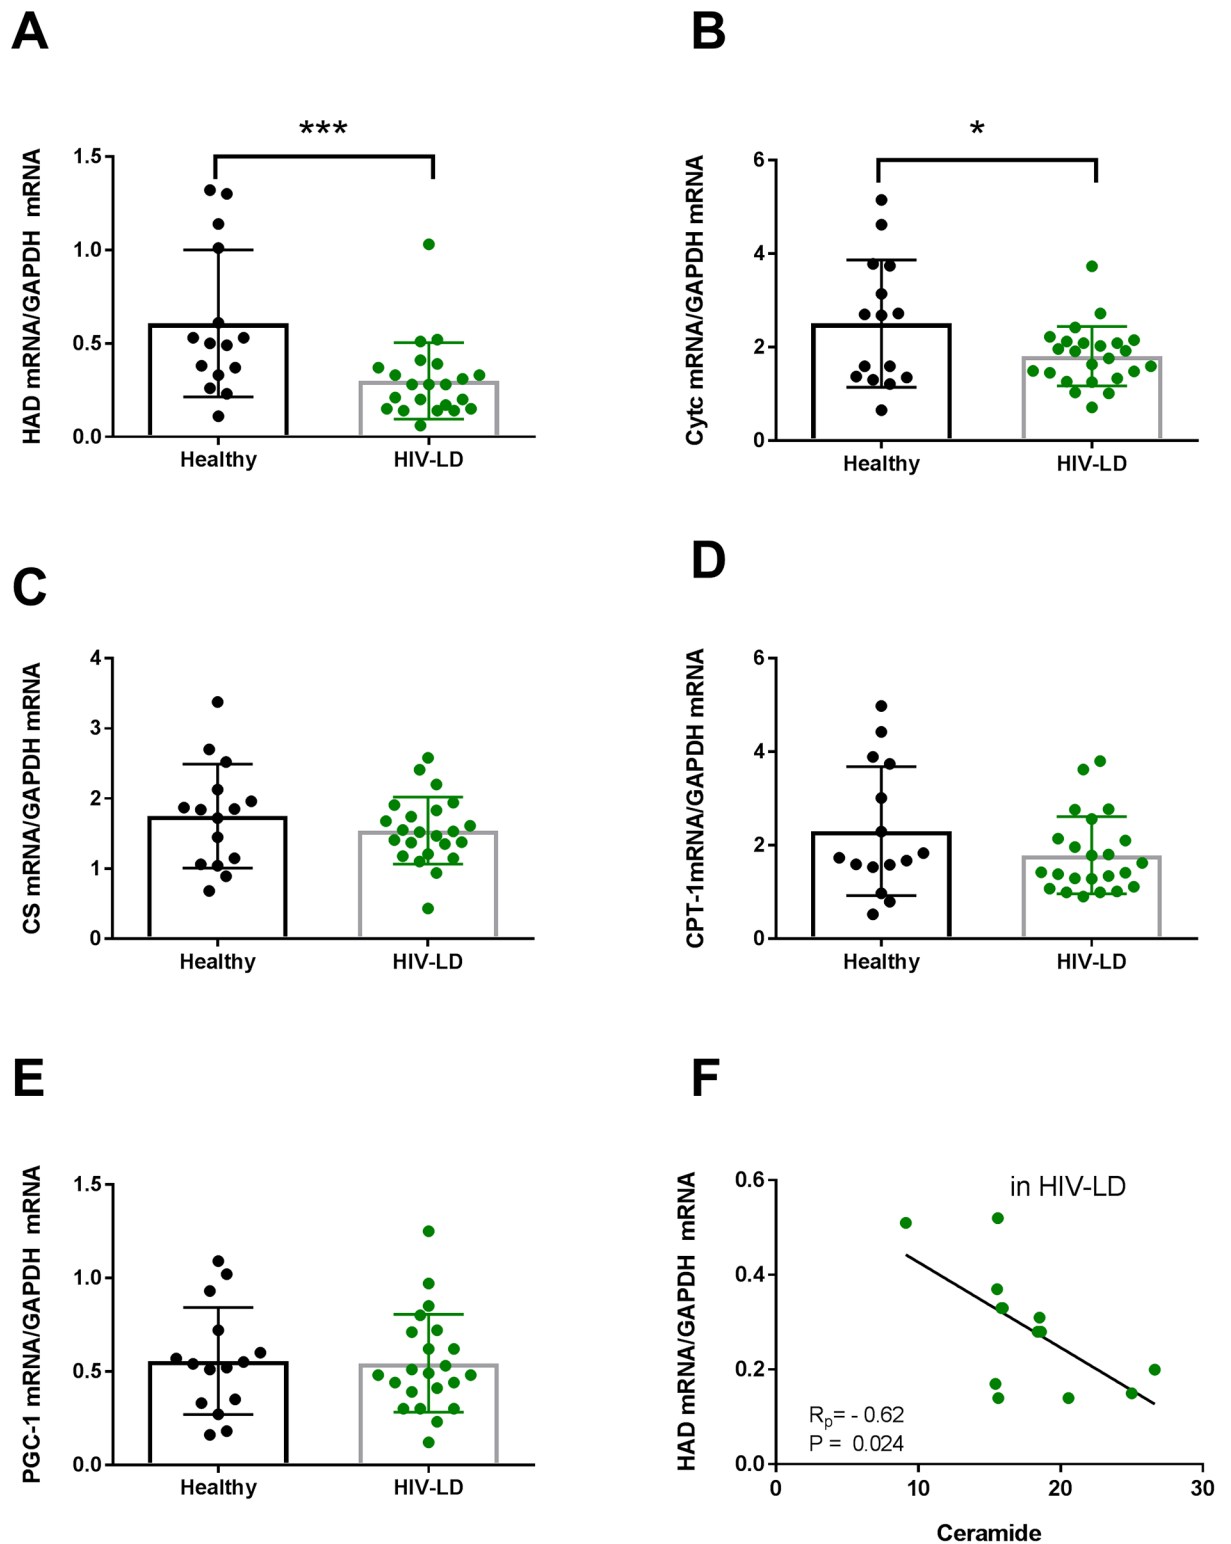 A
***
HAD mRNA/GAPDH mRNA
1.5
1.0
0.5
0.0
Healthy
HIV-LD
B
*
Cytc mRNA/GAPDH mRNA
6
4
2
0
Healthy
HIV-LD
C
CS mRNA/GAPDH mRNA
4
3
2
1
0
Healthy
HIV-LD
D
CPT-1mRNA/GAPDH mRNA
6
4
2
0
Healthy
HIV-LD
E
PGC-1 mRNA/GAPDH mRNA
1.5
1.0
0.5
0.0
Healthy
HIV-LD
F
in HIV-LD
HAD mRNA/GAPDH mRNA
0.6
0.4
0.2
0.0
Rp= - 0.62
P = 0.024
0
10
20
30
Ceramide